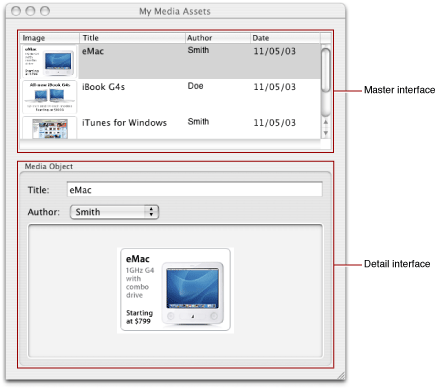 My Media Assets
Image Title Author Date
eMac Smith 11/05/03
All-new iBook G4s
iBook G4s Doe 11/05/03
iTunes for Windows Smith 11/05/03
Master interface
Media Object
Title: eMac
Author: Smith
eMac
1GHz G4
with
combo
drive
Starting
at $799
Detail interface